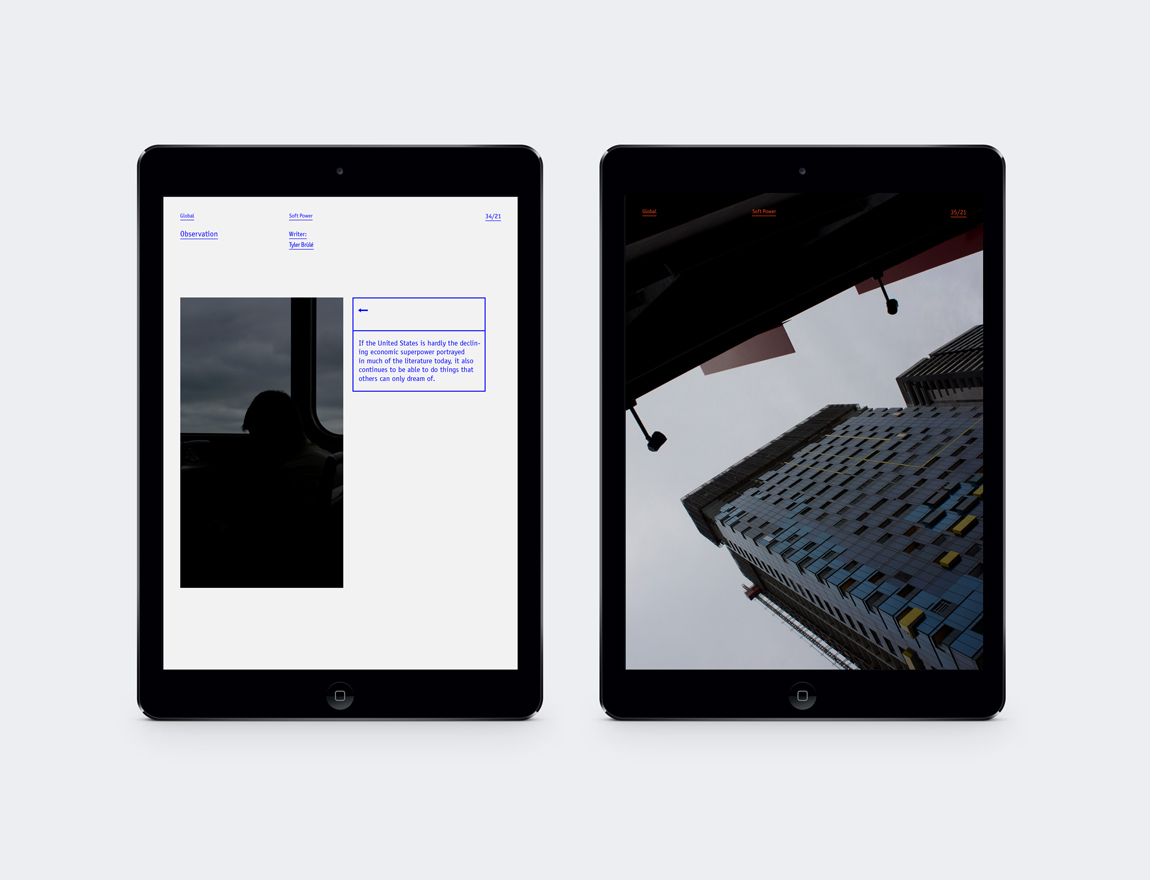 Global
Soft Power
34/21
Observation
Writer:
Tyler Brûlé
If the United States is hardly the declin-
ing economic superpower portrayed
in much of the literature today, it also
continues to be able to do things that
others can only dream of.
Global
Soft Power
35/21